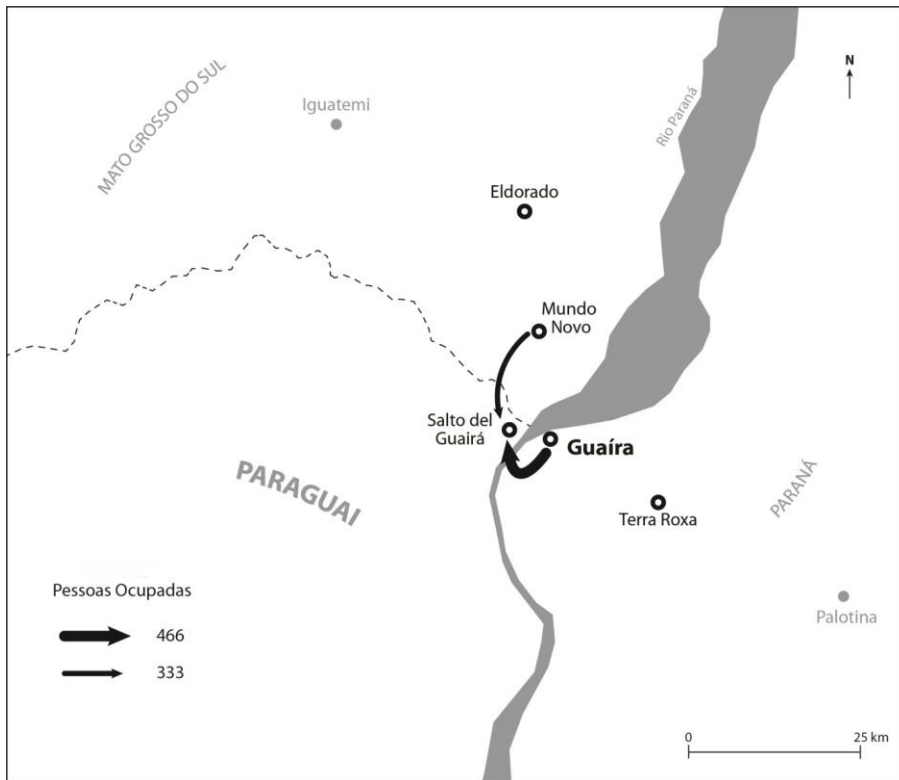 N
Rio Paraná
MATO GROSSO DO SUL
Iguatemi
Eldorado
Mundo
Novo
Salto del
Guairá
Guaíra
PARAGUAI
PARANÁ
Terra Roxa
Pessoas Ocupadas
466
333
Palotina
0 25 km